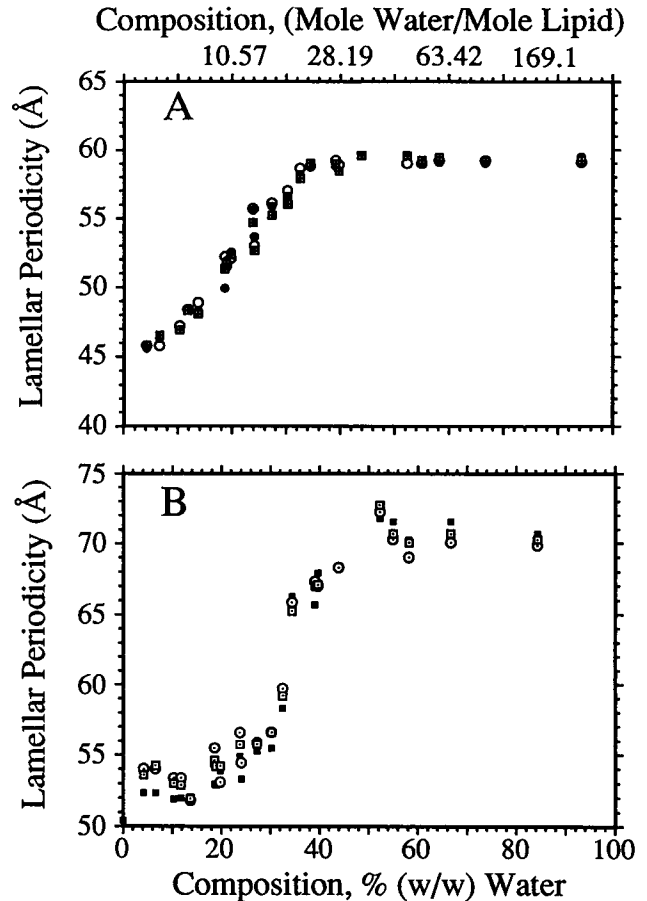 Composition, (Mole Water/Mole Lipid)
10.57 28.19 63.42 169.1
65
60
55
50
45
40
Lamellar Periodicity (Å)
A
75
70
65
60
55
50
Lamellar Periodicity (Å)
B
0 20 40 60 80 100
Composition, % (w/w) Water